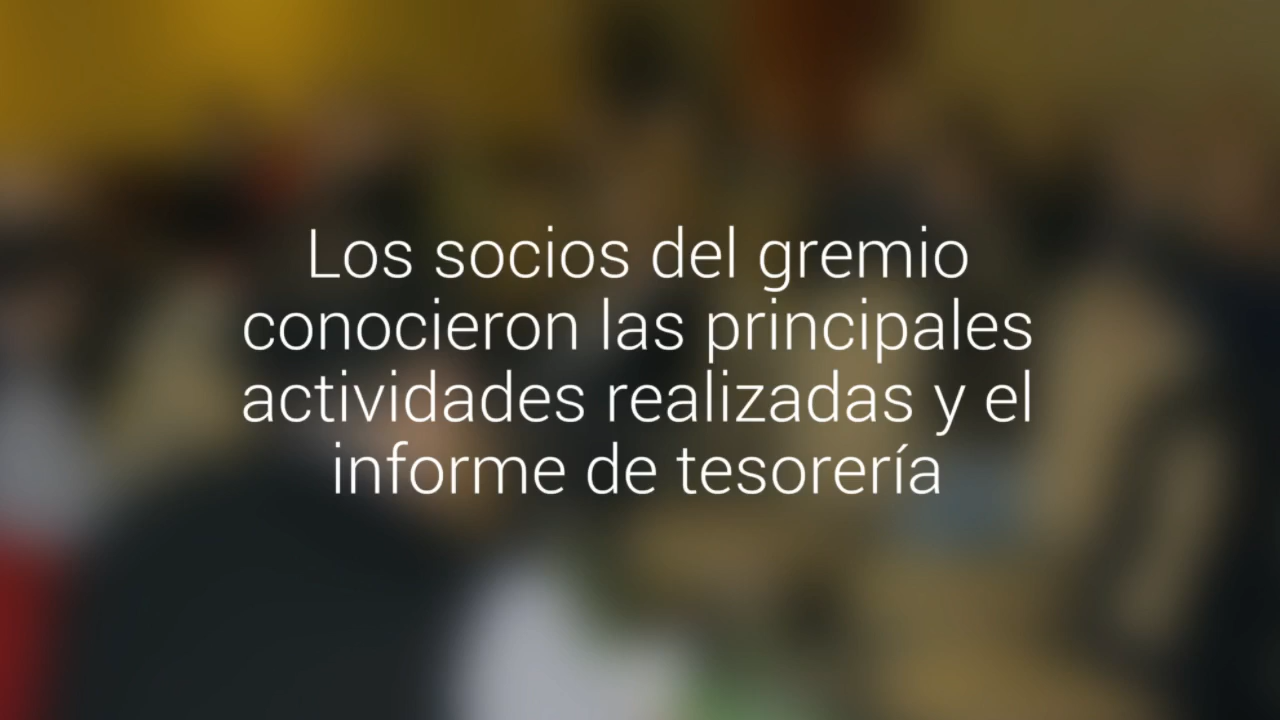 Los socios del gremio
conocieron las principales
actividades realizadas y el
informe de tesorería